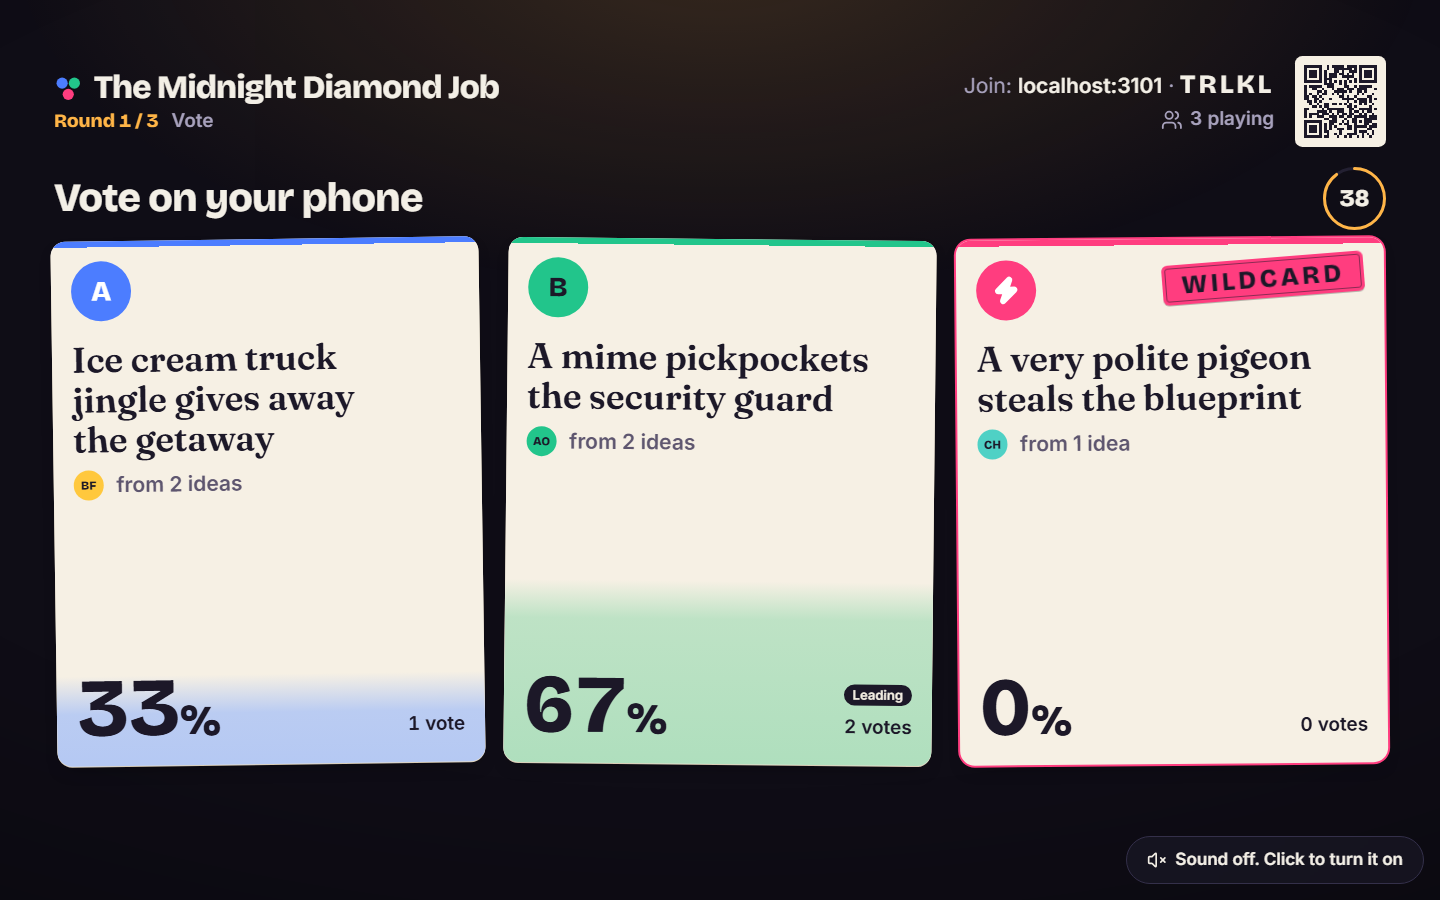 The Midnight Diamond Job
Round 1 / 3 Vote
Join: localhost:3101 · TRLKL
3 playing
Vote on your phone
38
A
Ice cream truck
jingle gives away
the getaway
BF from 2 ideas
33%
1 vote
B
A mime pickpockets
the security guard
AO from 2 ideas
67%
Leading
2 votes
WILDCARD
A very polite pigeon
steals the blueprint
CH from 1 idea
0%
0 votes
Sound off. Click to turn it on